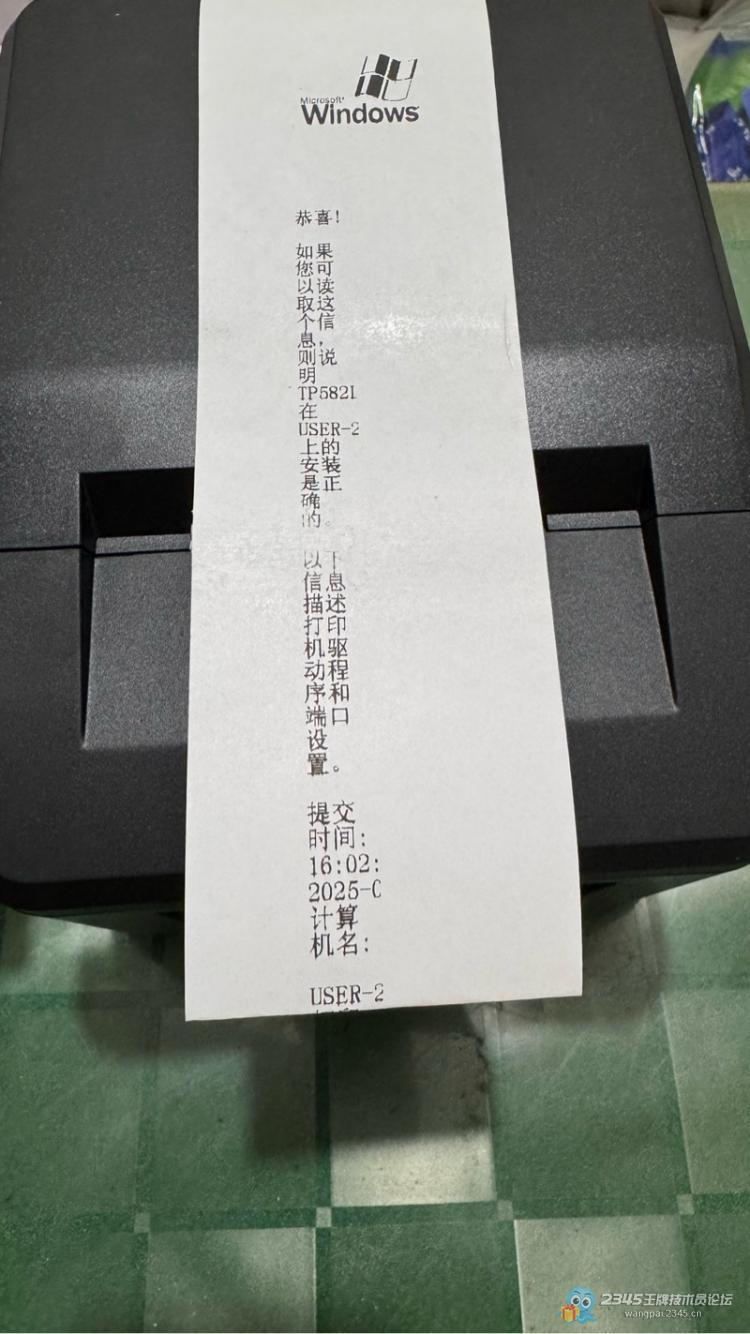 Microsoft®
Windows
恭喜!
如果
您可
以读
取这
个信
息，
则说
明
TP582L
在
USER-2
上的
安装
是正
确
的。
以下
信息
描述
打印
机驱
动程
序和
端口
设
置。
提交
时间:
16:02:
2025-0
计算
机名:
USER-2
2345王牌技术员论坛
wangpai.2345.cn